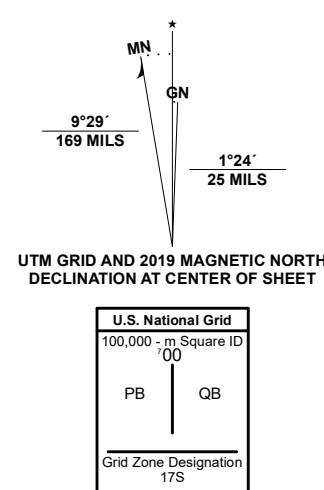 ★
MN
GN
9°29´
169 MILS
1°24´
25 MILS
UTM GRID AND 2019 MAGNETIC NORTH
DECLINATION AT CENTER OF SHEET
U.S. National Grid
100,000 - m Square ID
⁷00
PB QB
Grid Zone Designation
17S